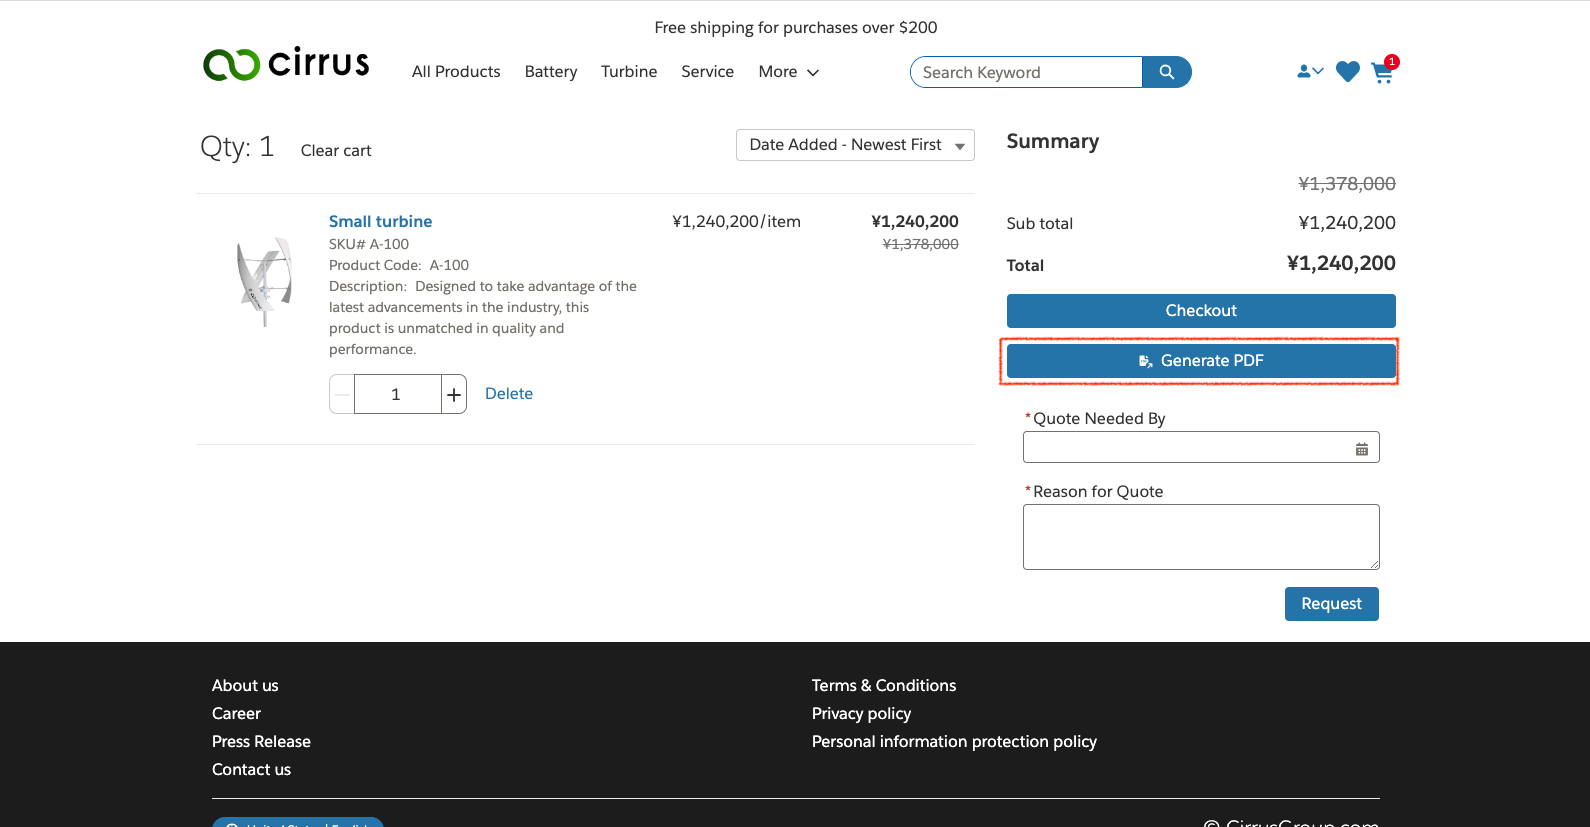 Free shipping for purchases over $200
cirrus
All Products Battery Turbine Service More
Search Keyword
1
Qty: 1 Clear cart
Date Added - Newest First
Small turbine
SKU# A-100
Product Code: A-100
Description: Designed to take advantage of the
latest advancements in the industry, this
product is unmatched in quality and
performance.
¥1,240,200/item
¥1,240,200
¥1,378,000
1
Delete
Summary
¥1,378,000
Sub total ¥1,240,200
Total ¥1,240,200
Checkout
Generate PDF
*Quote Needed By
*Reason for Quote
Request
About us
Career
Press Release
Contact us
Terms & Conditions
Privacy policy
Personal information protection policy
© CirrusGroup.com